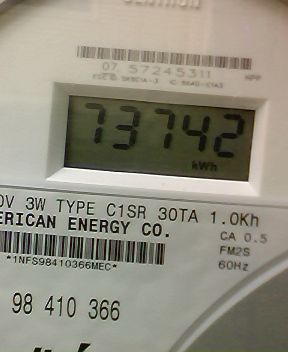 CENTRON
07 57245311
73742
kWh
0V 3W TYPE C1SR 30TA 1.0Kh
ERICAN ENERGY CO.
CA 0.5
FM2S
60Hz
*1NFS98410366MEC*
98 410 366